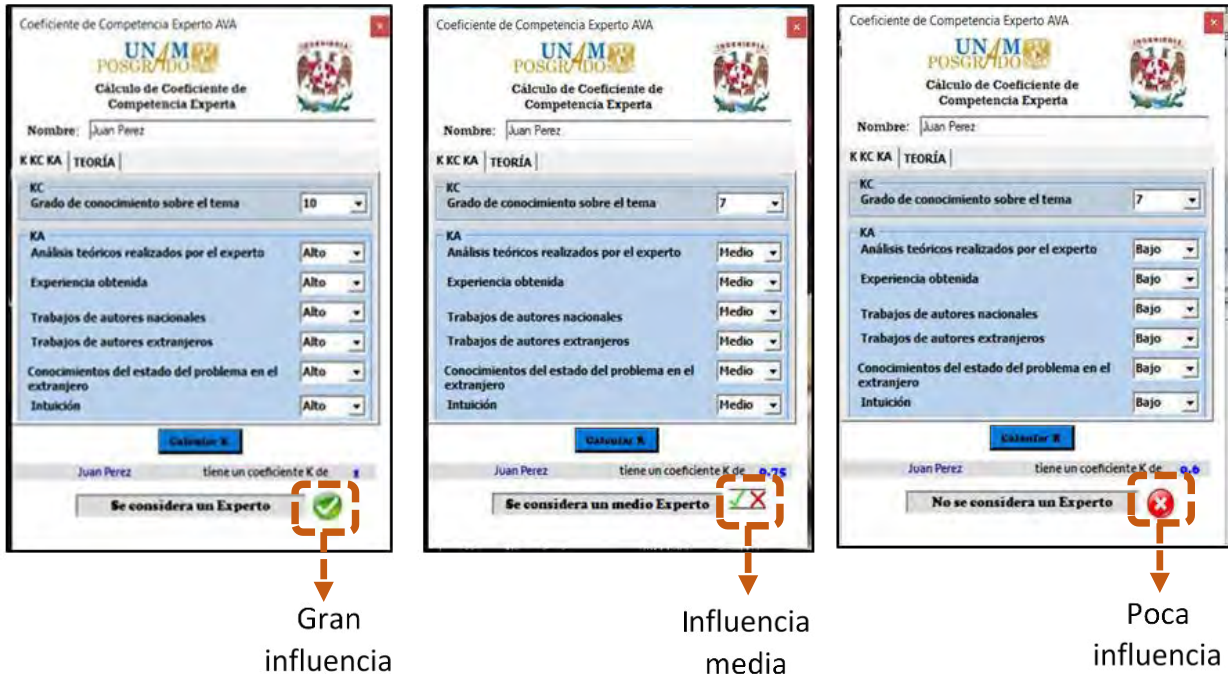 Coeficiente de Competencia Experto AVA
UNAM
POSGRADO
INGENIERIA
Cálculo de Coeficiente de
Competencia Experta
Nombre: Juan Perez
K KC KA TEORÍA
KC
Grado de conocimiento sobre el tema 10
KA
Análisis teóricos realizados por el experto Alto
Experiencia obtenida Alto
Trabajos de autores nacionales Alto
Trabajos de autores extranjeros Alto
Conocimientos del estado del problema en el Alto
extranjero
Intuición Alto
Calcular K
Juan Perez tiene un coeficiente K de 1
Se considera un Experto
Gran
influencia
Coeficiente de Competencia Experto AVA
UNAM
POSGRADO
INGENIERIA
Cálculo de Coeficiente de
Competencia Experta
Nombre: Juan Perez
K KC KA TEORÍA
KC
Grado de conocimiento sobre el tema 7
KA
Análisis teóricos realizados por el experto Medio
Experiencia obtenida Medio
Trabajos de autores nacionales Medio
Trabajos de autores extranjeros Medio
Conocimientos del estado del problema en el Medio
extranjero
Intuición Medio
Calcular K
Juan Perez tiene un coeficiente K de 0.75
Se considera un medio Experto
Influencia
media
Coeficiente de Competencia Experto AVA
UNAM
POSGRADO
INGENIERIA
Cálculo de Coeficiente de
Competencia Experta
Nombre: Juan Perez
K KC KA TEORÍA
KC
Grado de conocimiento sobre el tema 7
KA
Análisis teóricos realizados por el experto Bajo
Experiencia obtenida Bajo
Trabajos de autores nacionales Bajo
Trabajos de autores extranjeros Bajo
Conocimientos del estado del problema en el Bajo
extranjero
Intuición Bajo
Calcular K
Juan Perez tiene un coeficiente K de 0.6
No se considera un Experto
Poca
influencia